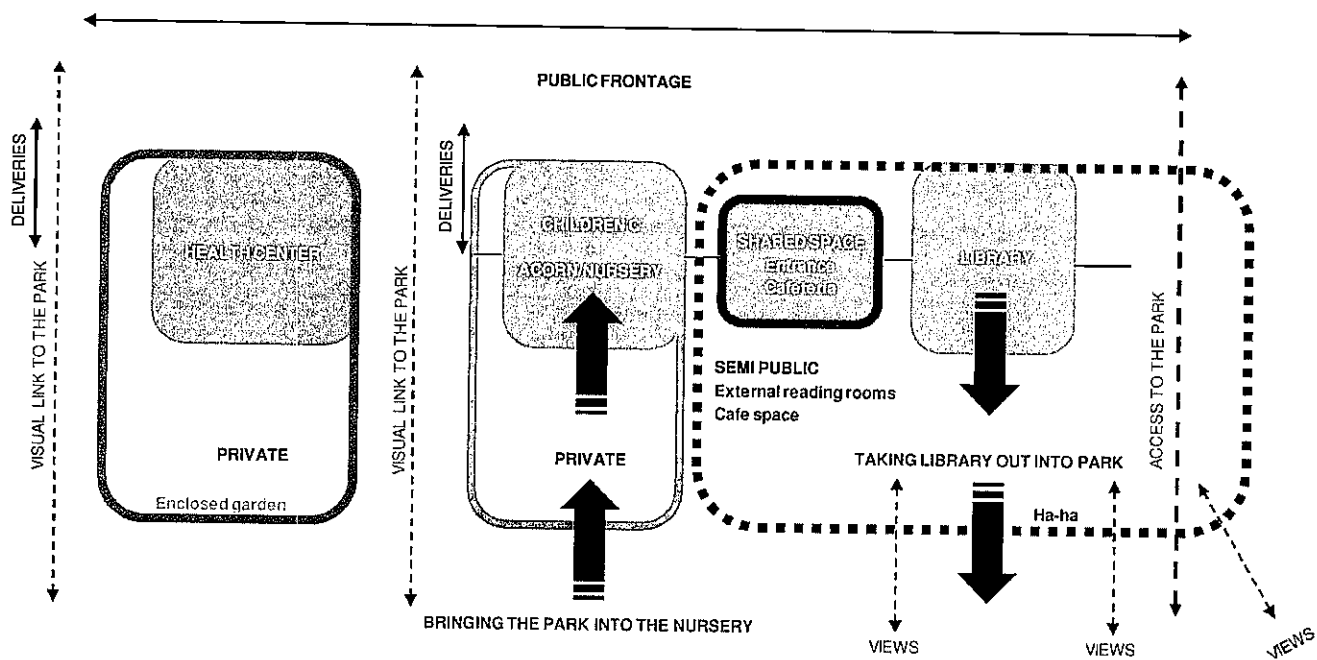 PUBLIC FRONTAGE
DELIVERIES
VISUAL LINK TO THE PARK
HEALTH CENTER
PRIVATE
Enclosed garden
VISUAL LINK TO THE PARK
DELIVERIES
CHILDREN C
+
ACORN NURSERY
PRIVATE
BRINGING THE PARK INTO THE NURSERY
SHARED SPACE
Entrance
Cafeteria
SEMI PUBLIC
External reading rooms
Cafe space
LIBRARY
TAKING LIBRARY OUT INTO PARK
Ha-ha
ACCESS TO THE PARK
VIEWS
VIEWS
VIEWS